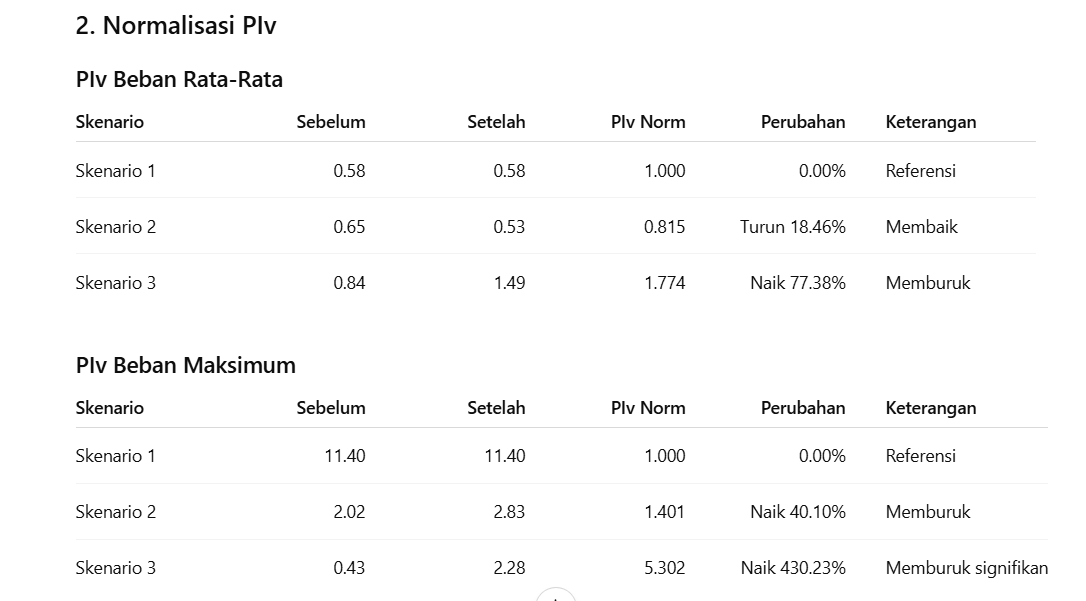 2. Normalisasi PIv
PIv Beban Rata-Rata
Skenario Sebelum Setelah PIv Norm Perubahan Keterangan
Skenario 1 0.58 0.58 1.000 0.00% Referensi
Skenario 2 0.65 0.53 0.815 Turun 18.46% Membaik
Skenario 3 0.84 1.49 1.774 Naik 77.38% Memburuk
PIv Beban Maksimum
Skenario Sebelum Setelah PIv Norm Perubahan Keterangan
Skenario 1 11.40 11.40 1.000 0.00% Referensi
Skenario 2 2.02 2.83 1.401 Naik 40.10% Memburuk
Skenario 3 0.43 2.28 5.302 Naik 430.23% Memburuk signifikan